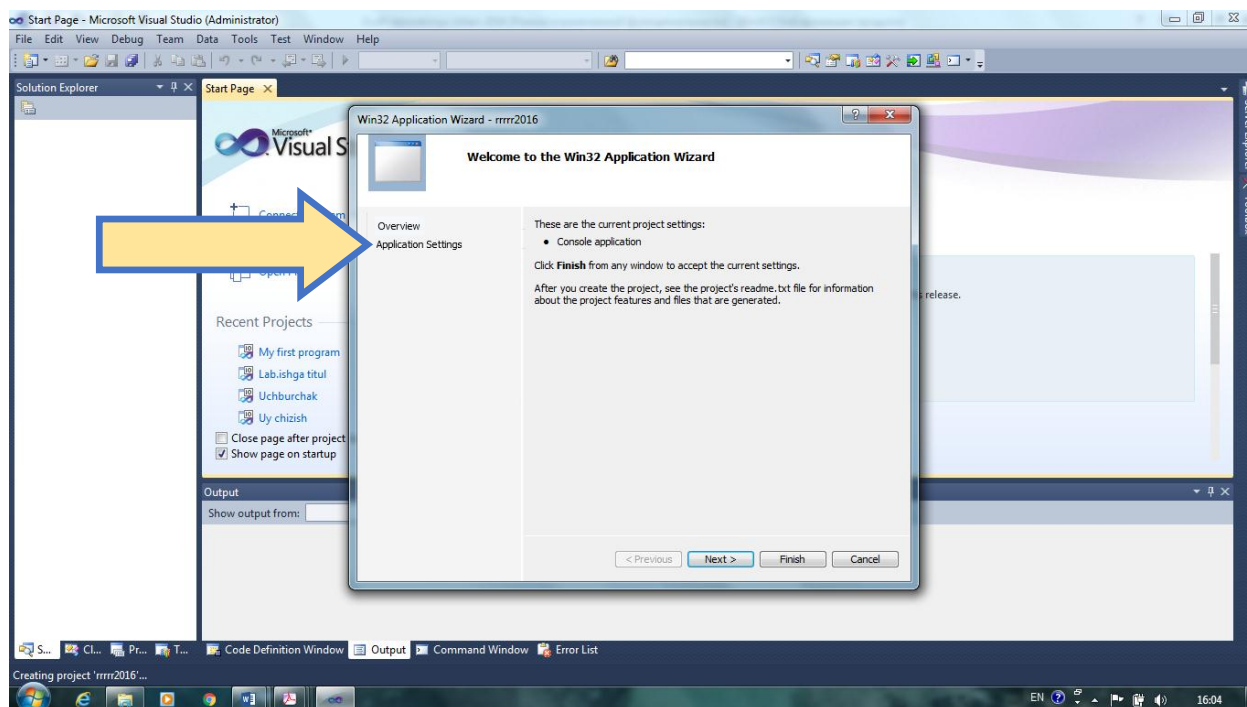 Start Page - Microsoft Visual Studio (Administrator)
File Edit View Debug Team Data Tools Test Window Help
Solution Explorer
Start Page
Microsoft
Visual S
Recent Projects
My first program
Lab.ishga titul
Uchburchak
Uy chizish
Close page after project
Show page on startup
Win32 Application Wizard - rrrrr2016
Welcome to the Win32 Application Wizard
Overview
Application Settings
These are the current project settings:
• Console application
Click Finish from any window to accept the current settings.
After you create the project, see the project's readme.txt file for information
about the project features and files that are generated.
< Previous Next > Finish Cancel
release.
Output
Show output from:
S... Cl... Pr... T... Code Definition Window Output Command Window Error List
Creating project 'rrrrr2016'...
EN 16:04